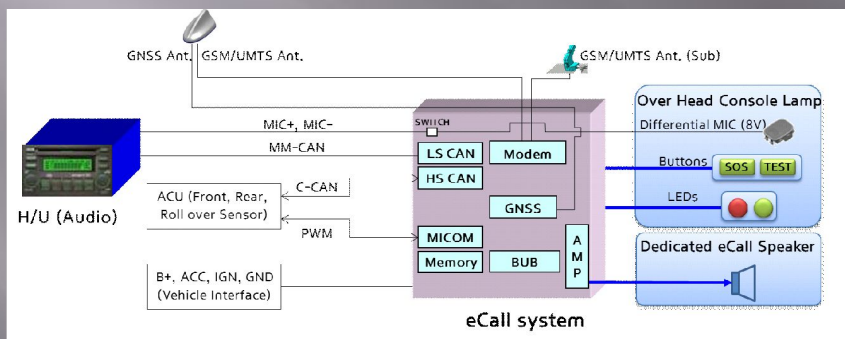 GNSS Ant. GSM/UMTS Ant.
GSM/UMTS Ant. (Sub)
Over Head Console Lamp
SWITCH
MIC+, MIC-
Differential MIC (8V)
MM-CAN
LS CAN
Modem
Buttons
SOS
TEST
HS CAN
C-CAN
ACU (Front, Rear,
Roll over Sensor)
LEDs
GNSS
H/U (Audio)
PWM
MICOM
AMP
Dedicated eCall Speaker
Memory
BUB
B+, ACC, IGN, GND
(Vehicle Interface)
eCall system